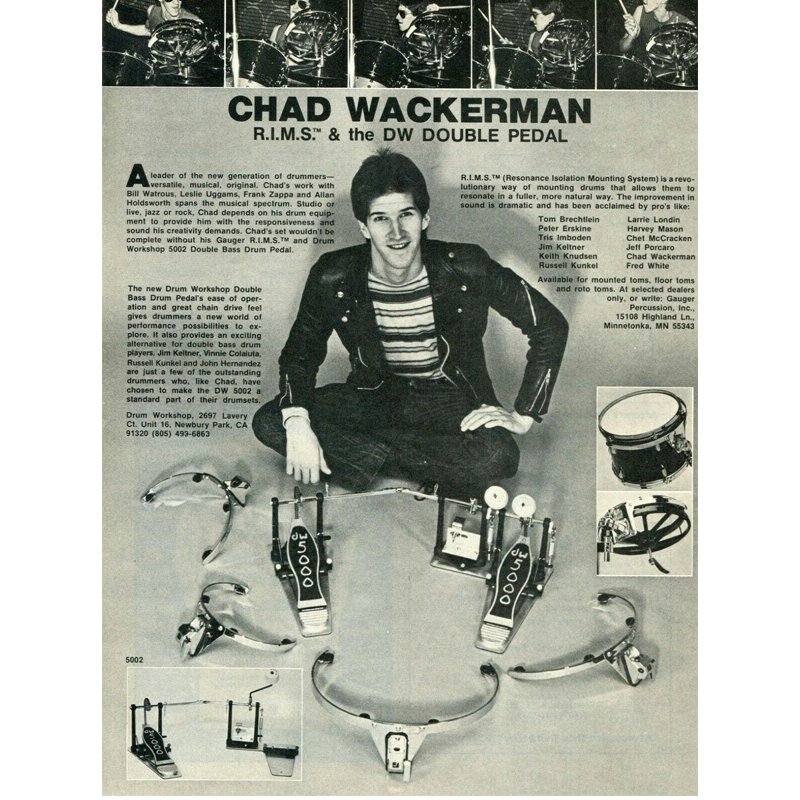 CHAD WACKERMAN
R.I.M.S.™ & the DW DOUBLE PEDAL
A leader of the new generation of drummers—
versatile, musical, original. Chad's work with
Bill Watrous, Leslie Uggams, Frank Zappa and Allan
Holdsworth spans the musical spectrum. Studio or
live, jazz or rock, Chad depends on his drum equip-
ment to provide him with the responsiveness and
sound his creativity demands. Chad's set wouldn't be
complete without his Gauger R.I.M.S.™ and Drum
Workshop 5002 Double Bass Drum Pedal.
The new Drum Workshop Double
Bass Drum Pedal's ease of oper-
ation and great chain drive feel
gives drummers a new world of
performance possibilities to ex-
plore. It also provides an exciting
alternative for double bass drum
players. Jim Keltner, Vinnie Colaiuta,
Russell Kunkel and John Hernandez
are just a few of the outstanding
drummers who, like Chad, have
chosen to make the DW 5002 a
standard part of their drumsets.
Drum Workshop, 2697 Lavery
Ct. Unit 16, Newbury Park, CA
91320 (805) 499-6863
R.I.M.S.™ (Resonance Isolation Mounting System) is a revo-
lutionary way of mounting drums that allows them to
resonate in a fuller, more natural way. The improvement in
sound is dramatic and has been acclaimed by pro's like:
Tom Brechtlein
Peter Erskine
Tris Imboden
Jim Keltner
Keith Knudsen
Russell Kunkel
Larrie Londin
Harvey Mason
Chet McCracken
Jeff Porcaro
Chad Wackerman
Fred White
Available for mounted toms, floor toms
and roto toms. At selected dealers
only, or write: Gauger
Percussion, Inc.,
15108 Highland Ln.,
Minnetonka, MN 55343
dw 5000
dw 5000
5002
dw 5000